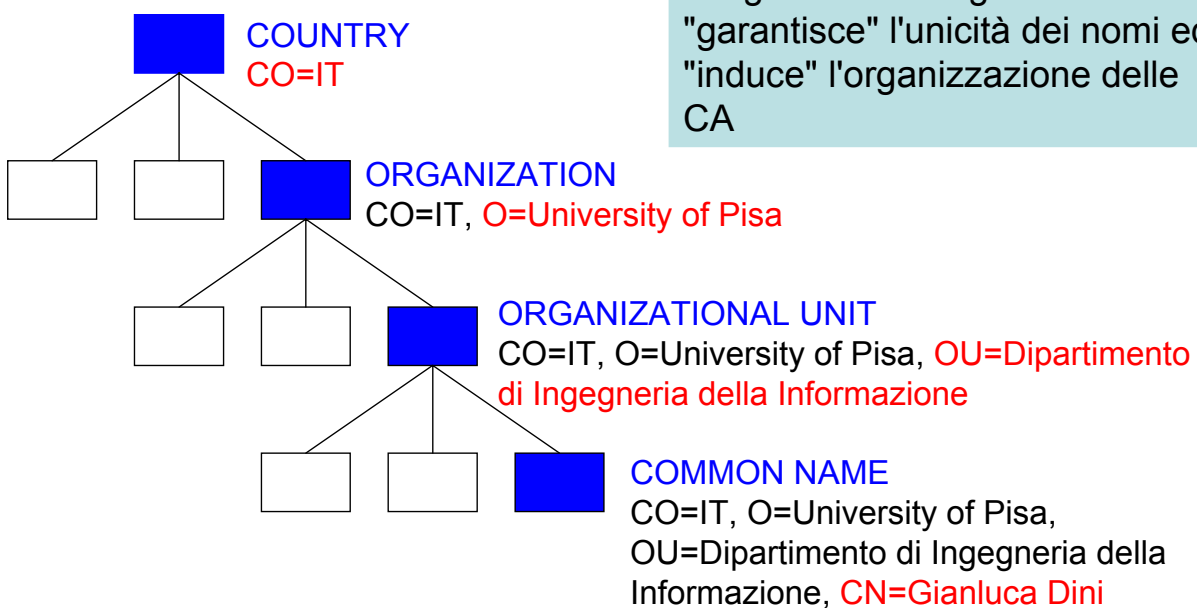 "garantisce" l'unicità dei nomi ed
"induce" l'organizzazione delle
CA
COUNTRY
CO=IT
ORGANIZATION
CO=IT, O=University of Pisa
ORGANIZATIONAL UNIT
CO=IT, O=University of Pisa, OU=Dipartimento
di Ingegneria della Informazione
COMMON NAME
CO=IT, O=University of Pisa,
OU=Dipartimento di Ingegneria della
Informazione, CN=Gianluca Dini